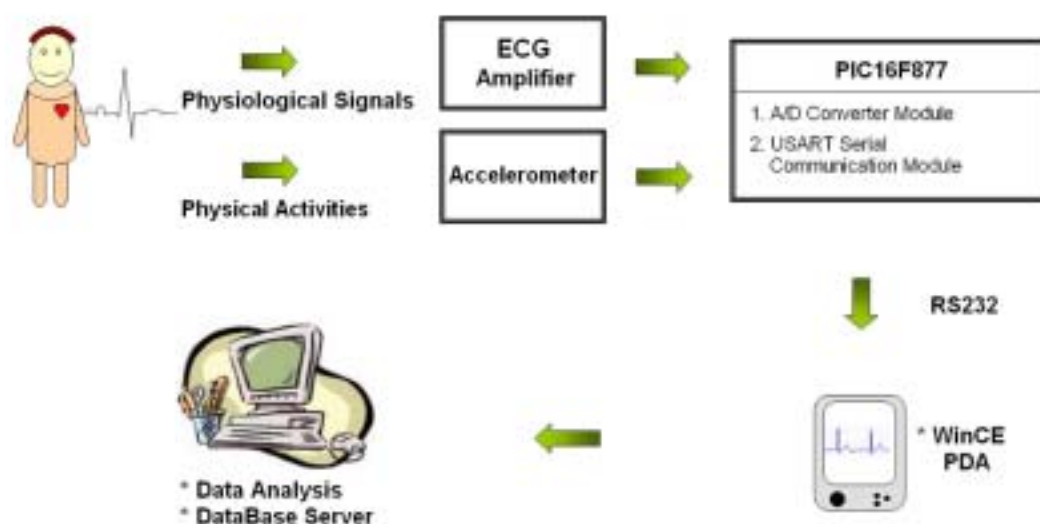 ECG
Amplifier
Physiological Signals
PIC16F877
1. A/D Converter Module
2. USART Serial
Communication Module
Accelerometer
Physical Activities
RS232
* WinCE
PDA
* Data Analysis
* DataBase Server